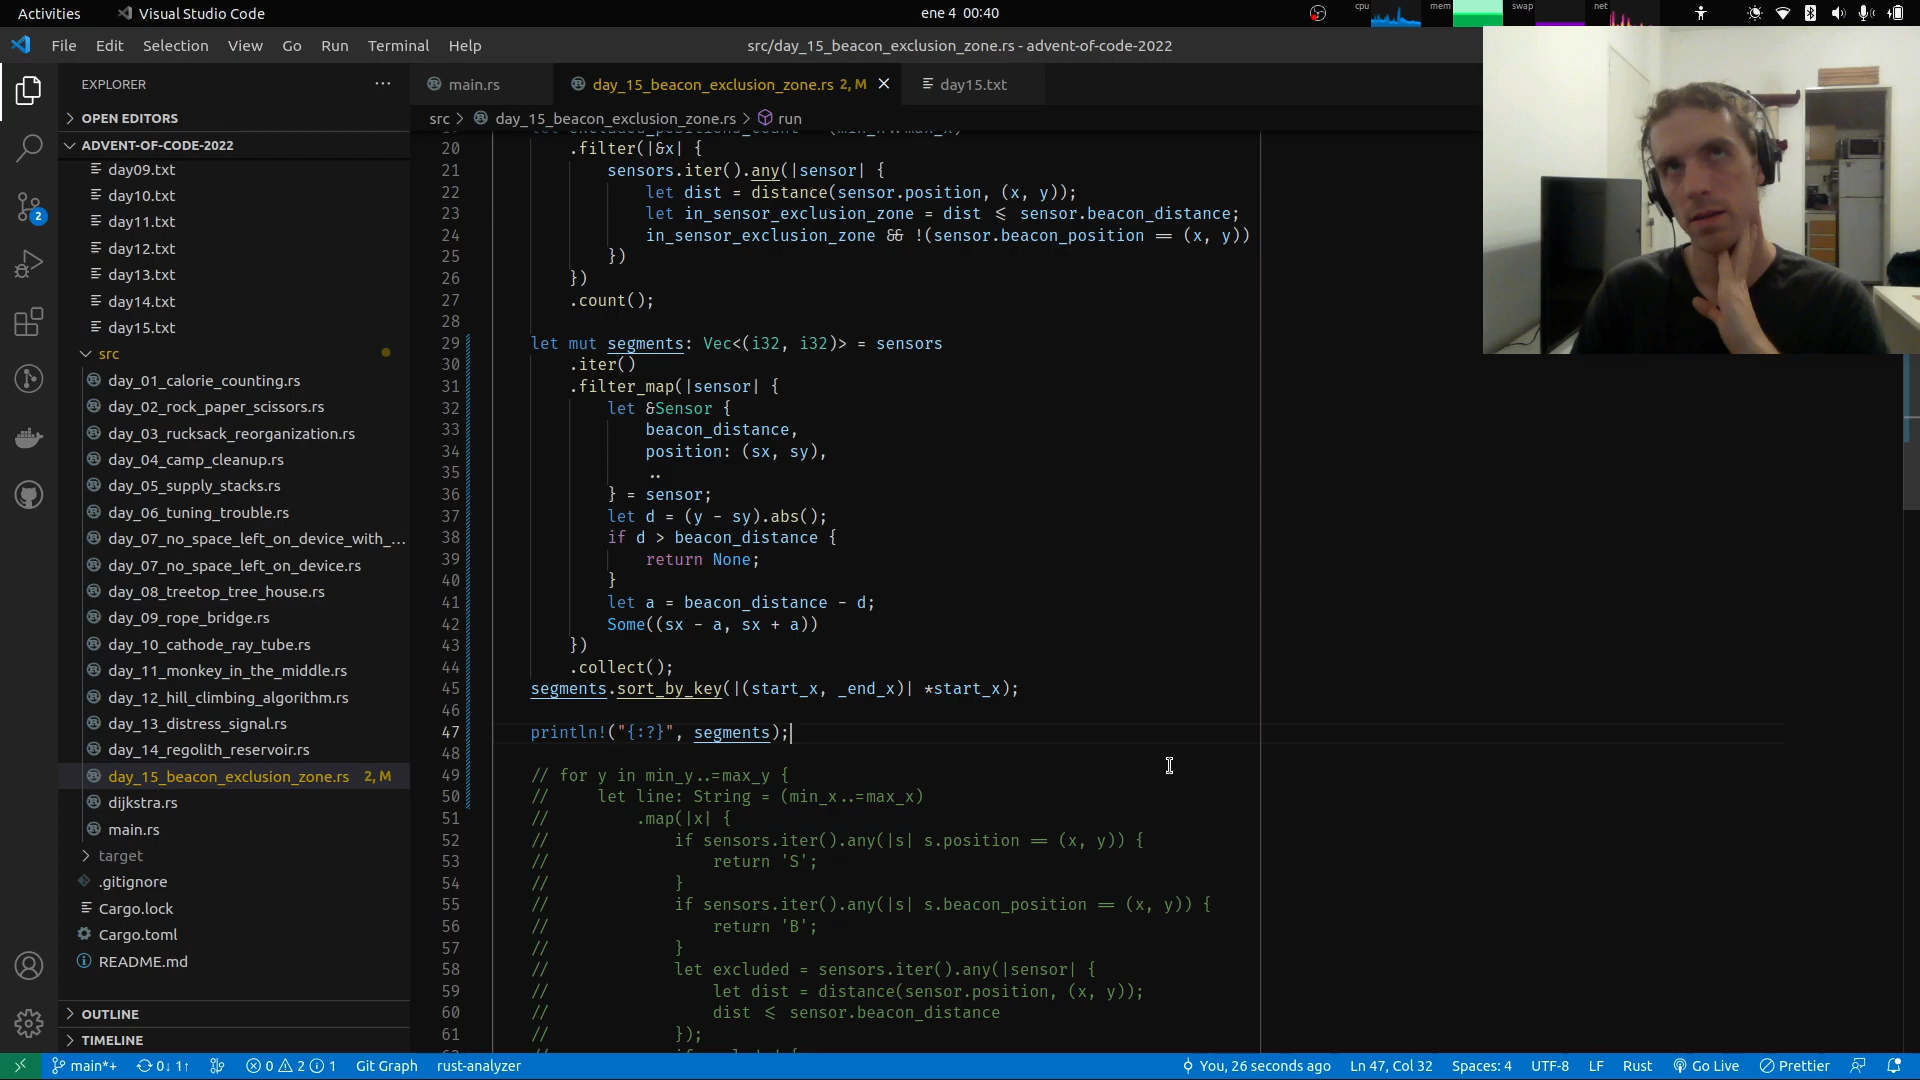 Activities
Visual Studio Code
ene 4 00:40
cpu
mem
swap
net
File Edit Selection View Go Run Terminal Help
src/day_15_beacon_exclusion_zone.rs - advent-of-code-2022
EXPLORER
main.rs
day_15_beacon_exclusion_zone.rs 2, M
day15.txt
src > day_15_beacon_exclusion_zone.rs > run
OPEN EDITORS
ADVENT-OF-CODE-2022
day09.txt
day10.txt
day11.txt
day12.txt
day13.txt
day14.txt
day15.txt
src
day_01_calorie_counting.rs
day_02_rock_paper_scissors.rs
day_03_rucksack_reorganization.rs
day_04_camp_cleanup.rs
day_05_supply_stacks.rs
day_06_tuning_trouble.rs
day_07_no_space_left_on_device_with_...
day_07_no_space_left_on_device.rs
day_08_treetop_tree_house.rs
day_09_rope_bridge.rs
day_10_cathode_ray_tube.rs
day_11_monkey_in_the_middle.rs
day_12_hill_climbing_algorithm.rs
day_13_distress_signal.rs
day_14_regolith_reservoir.rs
day_15_beacon_exclusion_zone.rs 2, M
dijkstra.rs
main.rs
target
.gitignore
Cargo.lock
Cargo.toml
README.md
OUTLINE
TIMELINE
20 .filter(|&x| {
21 sensors.iter().any(|sensor| {
22 let dist = distance(sensor.position, (x, y));
23 let in_sensor_exclusion_zone = dist <= sensor.beacon_distance;
24 in_sensor_exclusion_zone && !(sensor.beacon_position == (x, y))
25 })
26 })
27 .count();
28
29 let mut segments: Vec<(i32, i32)> = sensors
30 .iter()
31 .filter_map(|sensor| {
32 let &Sensor {
33 beacon_distance,
34 position: (sx, sy),
35 ..
36 } = sensor;
37 let d = (y - sy).abs();
38 if d > beacon_distance {
39 return None;
40 }
41 let a = beacon_distance - d;
42 Some((sx - a, sx + a))
43 })
44 .collect();
45 segments.sort_by_key(|(start_x, _end_x)| *start_x);
46
47 println!("{:?}", segments);
48
49 // for y in min_y..=max_y {
50 // let line: String = (min_x..=max_x)
51 // .map(|x| {
52 // if sensors.iter().any(|s| s.position == (x, y)) {
53 // return 'S';
54 // }
55 // if sensors.iter().any(|s| s.beacon_position == (x, y)) {
56 // return 'B';
57 // }
58 // let excluded = sensors.iter().any(|sensor| {
59 // let dist = distance(sensor.position, (x, y));
60 // dist <= sensor.beacon_distance
61 // });
2
main*+ 0↓ 1↑ 0 2 1 Git Graph rust-analyzer
You, 26 seconds ago Ln 47, Col 32 Spaces: 4 UTF-8 LF Rust Go Live Prettier